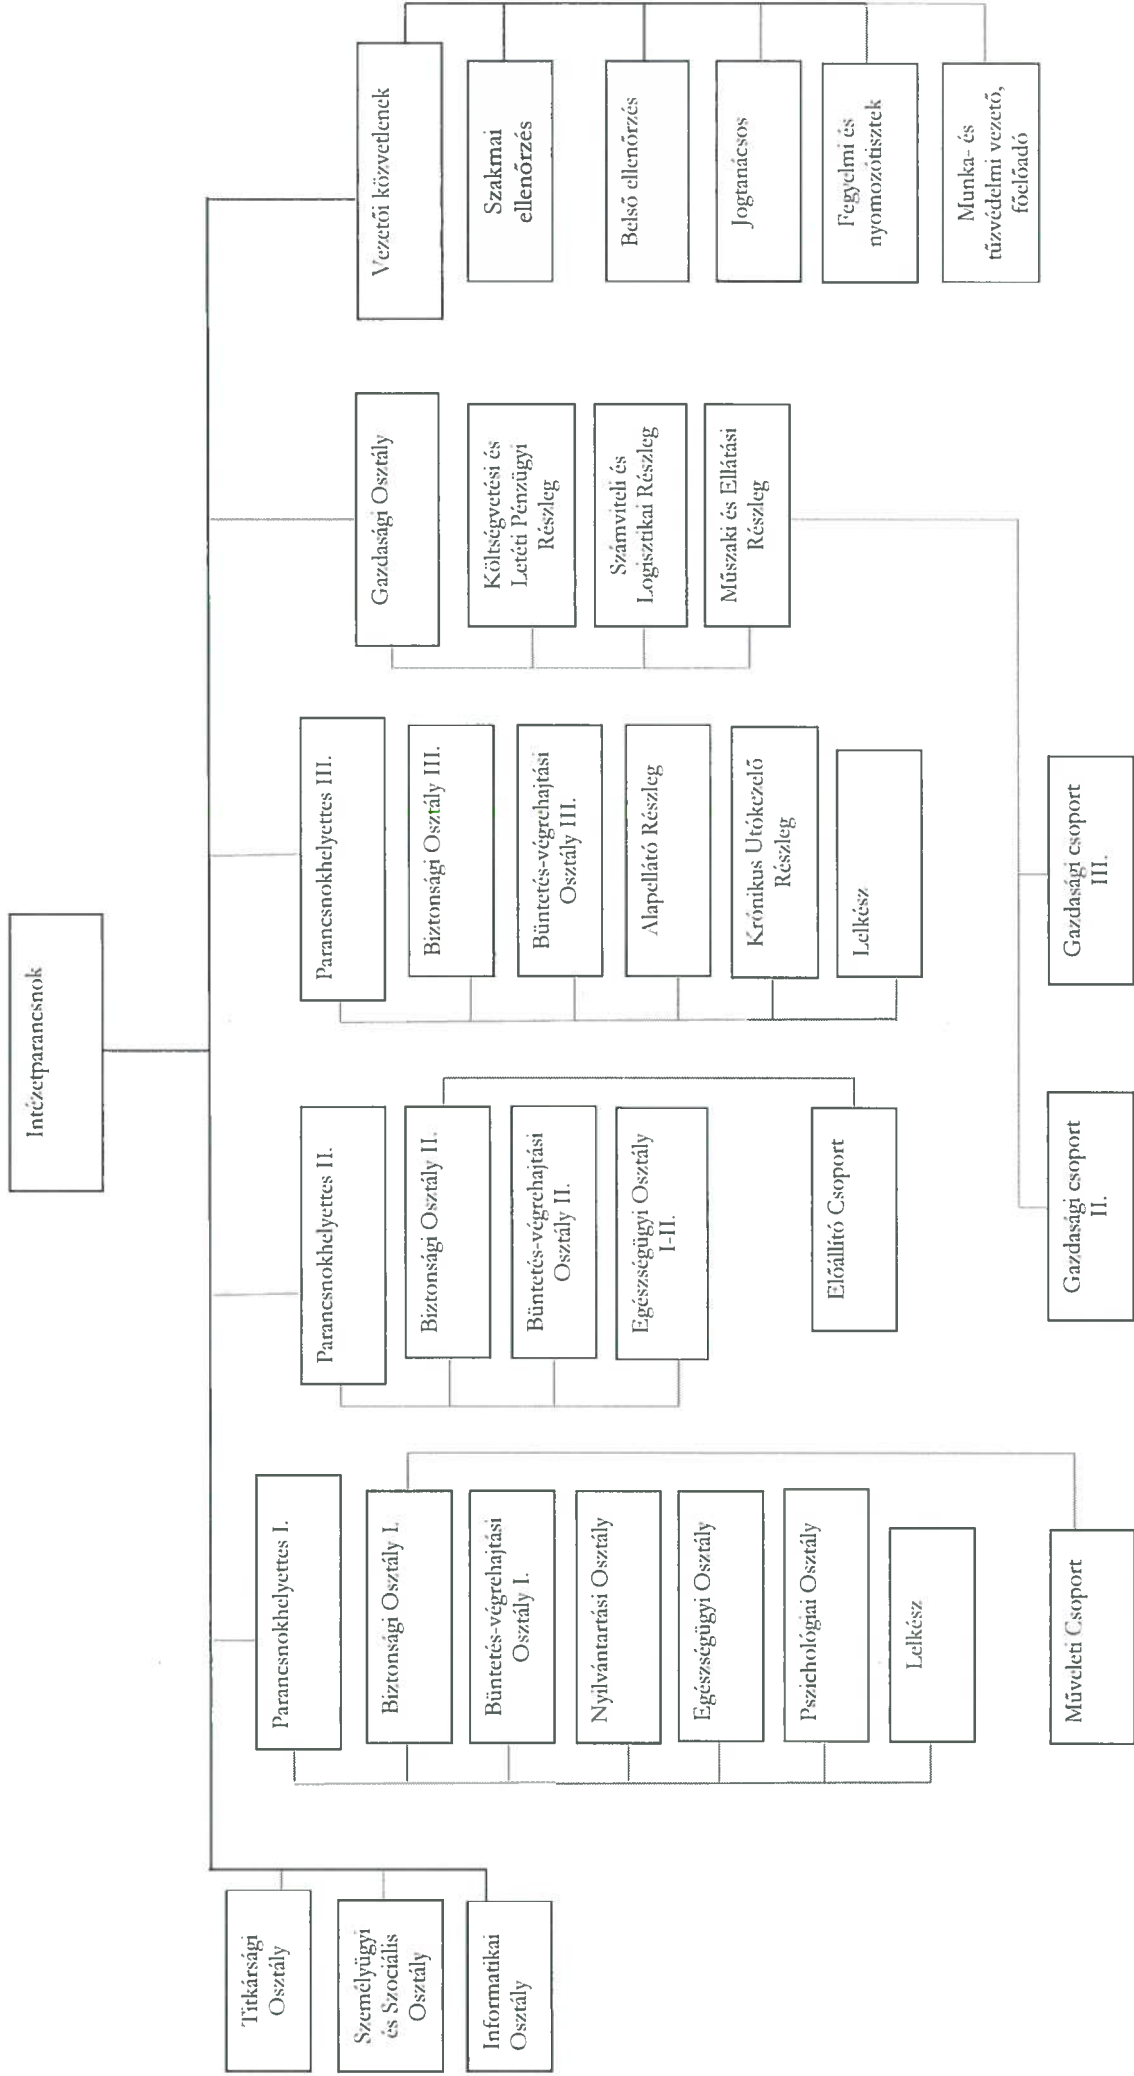 Intézetparancsnok
Titkársági
Osztály
Személyügyi
és Szociális
Osztály
Informatikai
Osztály
Parancsnokhelyettes I.
Biztonsági Osztály I.
Büntetés-végrehajtási
Osztály I.
Nyilvántartási Osztály
Egészségügyi Osztály
Pszichológiai Osztály
Lelkész
Műveleti Csoport
Parancsnokhelyettes II.
Biztonsági Osztály II.
Büntetés-végrehajtási
Osztály II.
Egészségügyi Osztály
I-II.
Előállító Csoport
Parancsnokhelyettes III.
Biztonsági Osztály III.
Büntetés-végrehajtási
Osztály III.
Alapellátó Részleg
Krónikus Utókezelő
Részleg
Lelkész
Gazdasági Osztály
Költségvetési és
Letéti Pénzügyi
Részleg
Számviteli és
Logisztikai Részleg
Műszaki és Ellátási
Részleg
Gazdasági csoport
II.
Gazdasági csoport
III.
Vezetői közvetlenek
Szakmai
ellenőrzés
Belső ellenőrzés
Jogtanácsos
Fegyelmi és
nyomozótisztek
Munka- és
tűzvédelmi vezető,
főelőadó